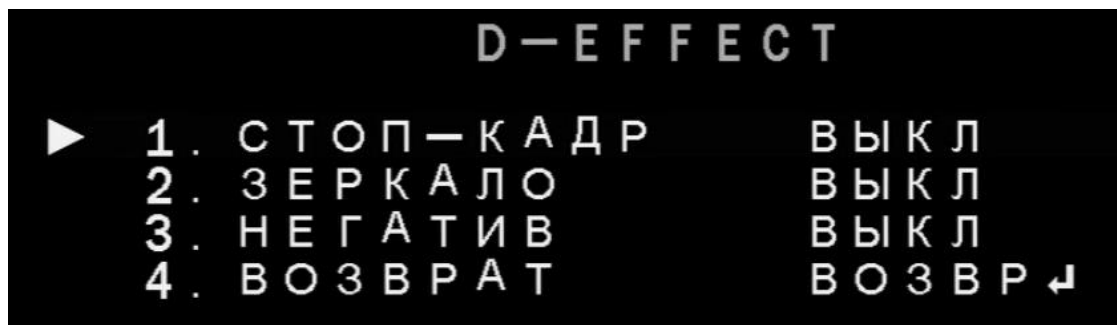 D—EFFECT
▶ 1. СТОП—КАДР ВЫКЛ
2. ЗЕРКАЛО ВЫКЛ
3. НЕГАТИВ ВЫКЛ
4. ВОЗВРАТ ВОЗВР↲